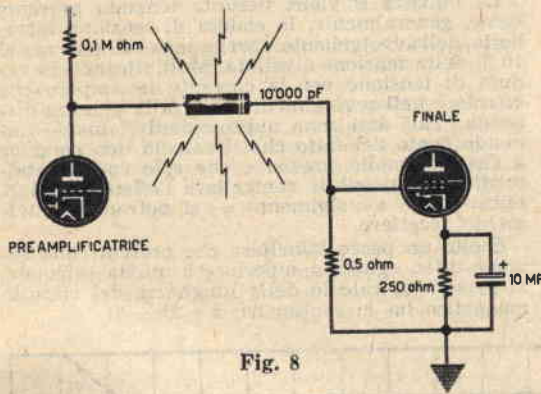 0,1 M ohm
10'000 pF
FINALE
PREAMPLIFICATRICE
0.5 ohm
250 ohm
+
10 MF
Fig. 8